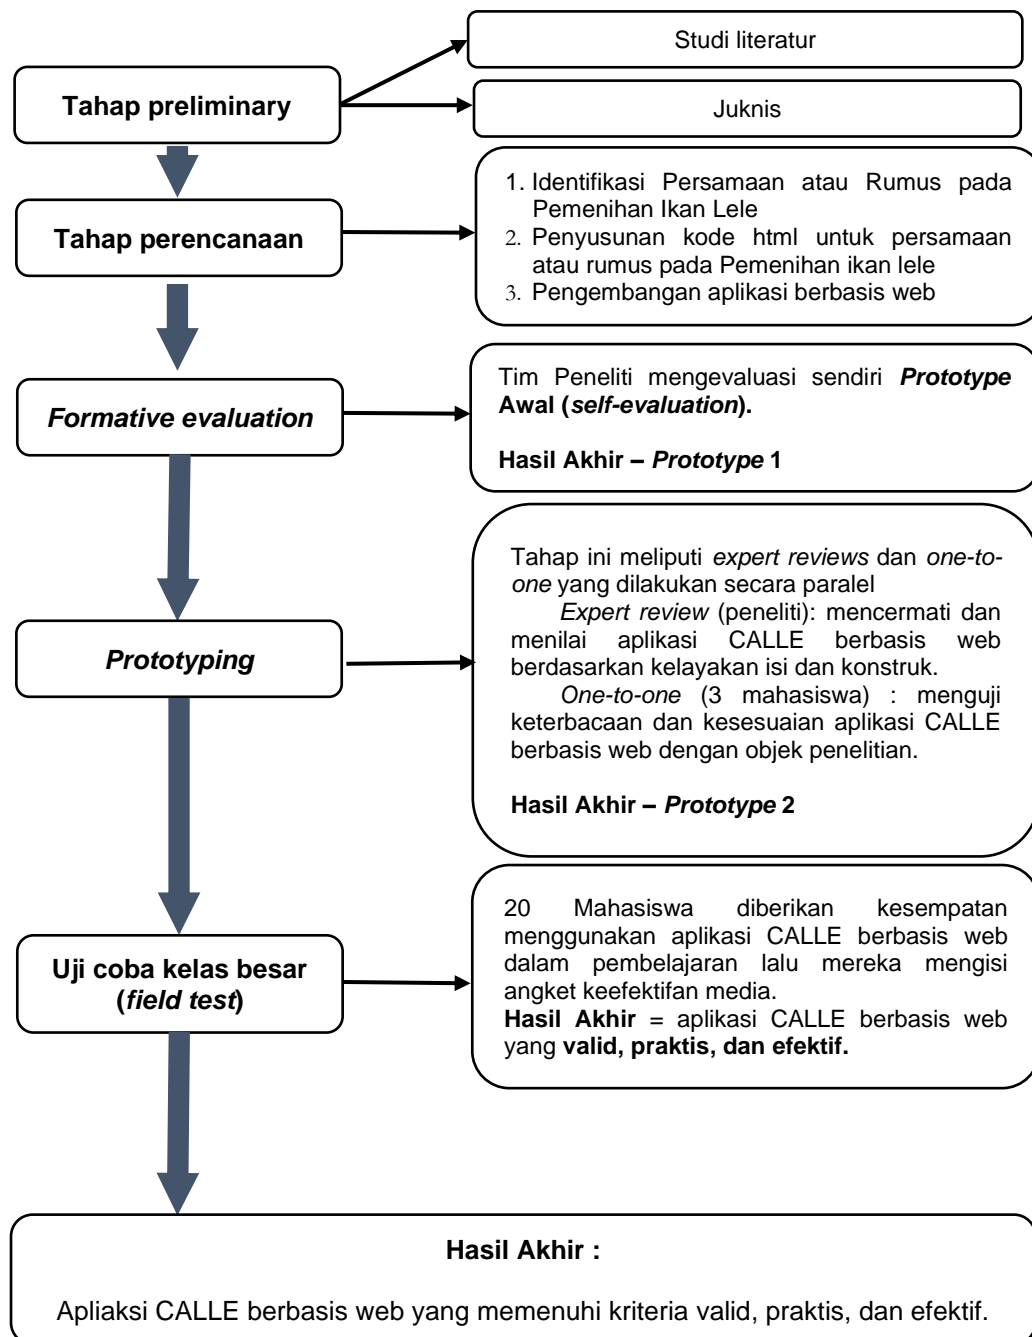 Studi literatur
Tahap preliminary
Juknis
1. Identifikasi Persamaan atau Rumus pada
Pemenihan Ikan Lele
2. Penyusunan kode html untuk persamaan
atau rumus pada Pemenihan ikan lele
3. Pengembangan aplikasi berbasis web
Tahap perencanaan
Tim Peneliti mengevaluasi sendiri Prototype
Awal (self-evaluation).
Hasil Akhir – Prototype 1
Formative evaluation
Tahap ini meliputi expert reviews dan one-to-
one yang dilakukan secara paralel
Expert review (peneliti): mencermati dan
menilai aplikasi CALLE berbasis web
berdasarkan kelayakan isi dan konstruk.
One-to-one (3 mahasiswa) : menguji
keterbacaan dan kesesuaian aplikasi CALLE
berbasis web dengan objek penelitian.
Hasil Akhir – Prototype 2
Prototyping
20 Mahasiswa diberikan kesempatan
menggunakan aplikasi CALLE berbasis web
dalam pembelajaran lalu mereka mengisi
angket keefektifan media.
Hasil Akhir = aplikasi CALLE berbasis web
yang valid, praktis, dan efektif.
Uji coba kelas besar
(field test)
Hasil Akhir :
Apliaksi CALLE berbasis web yang memenuhi kriteria valid, praktis, dan efektif.